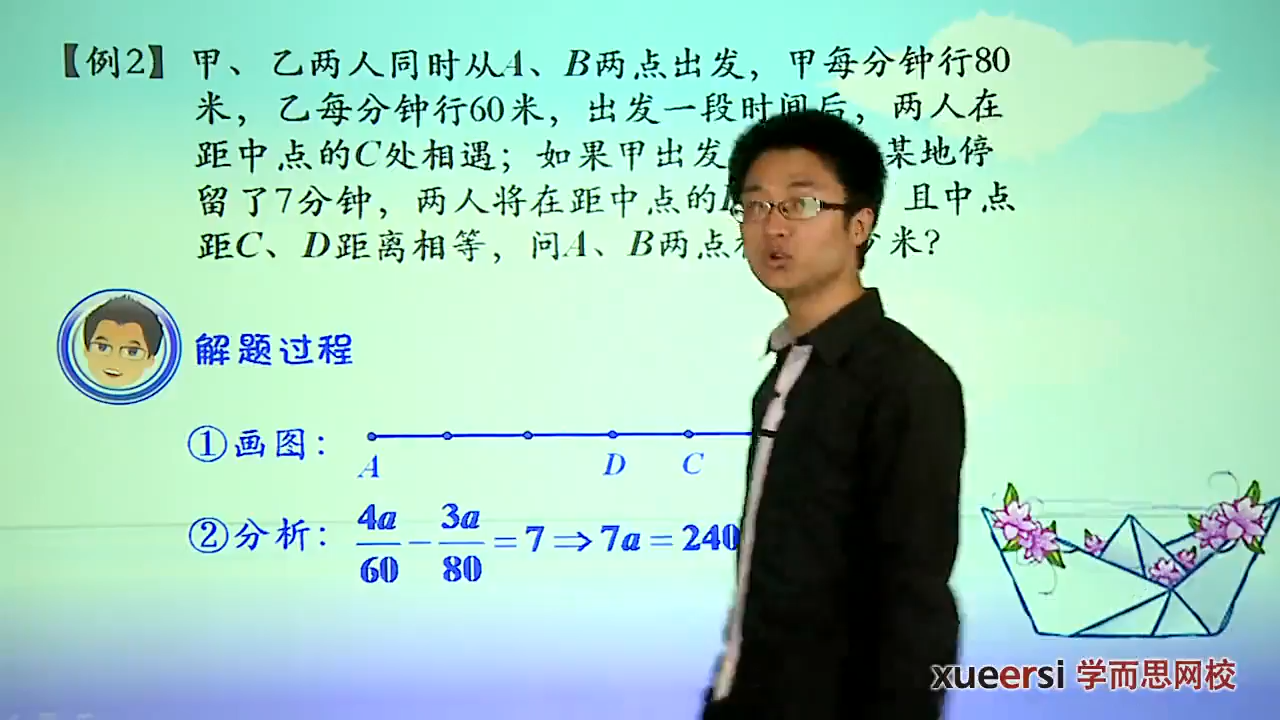 【例2】 甲、乙两人同时从A、B两点出发，甲每分钟行80
米，乙每分钟行60米，出发一段时间后，两人在
距中点的C处相遇；如果甲出发 某地停
留了7分钟，两人将在距中点的 且中点
距C、D距离相等，问A、B两点 米?
解题过程
①画图：
A D C
②分析： 4a/60 − 3a/80 = 7 ⇒ 7a = 240
xueersi 学而思网校